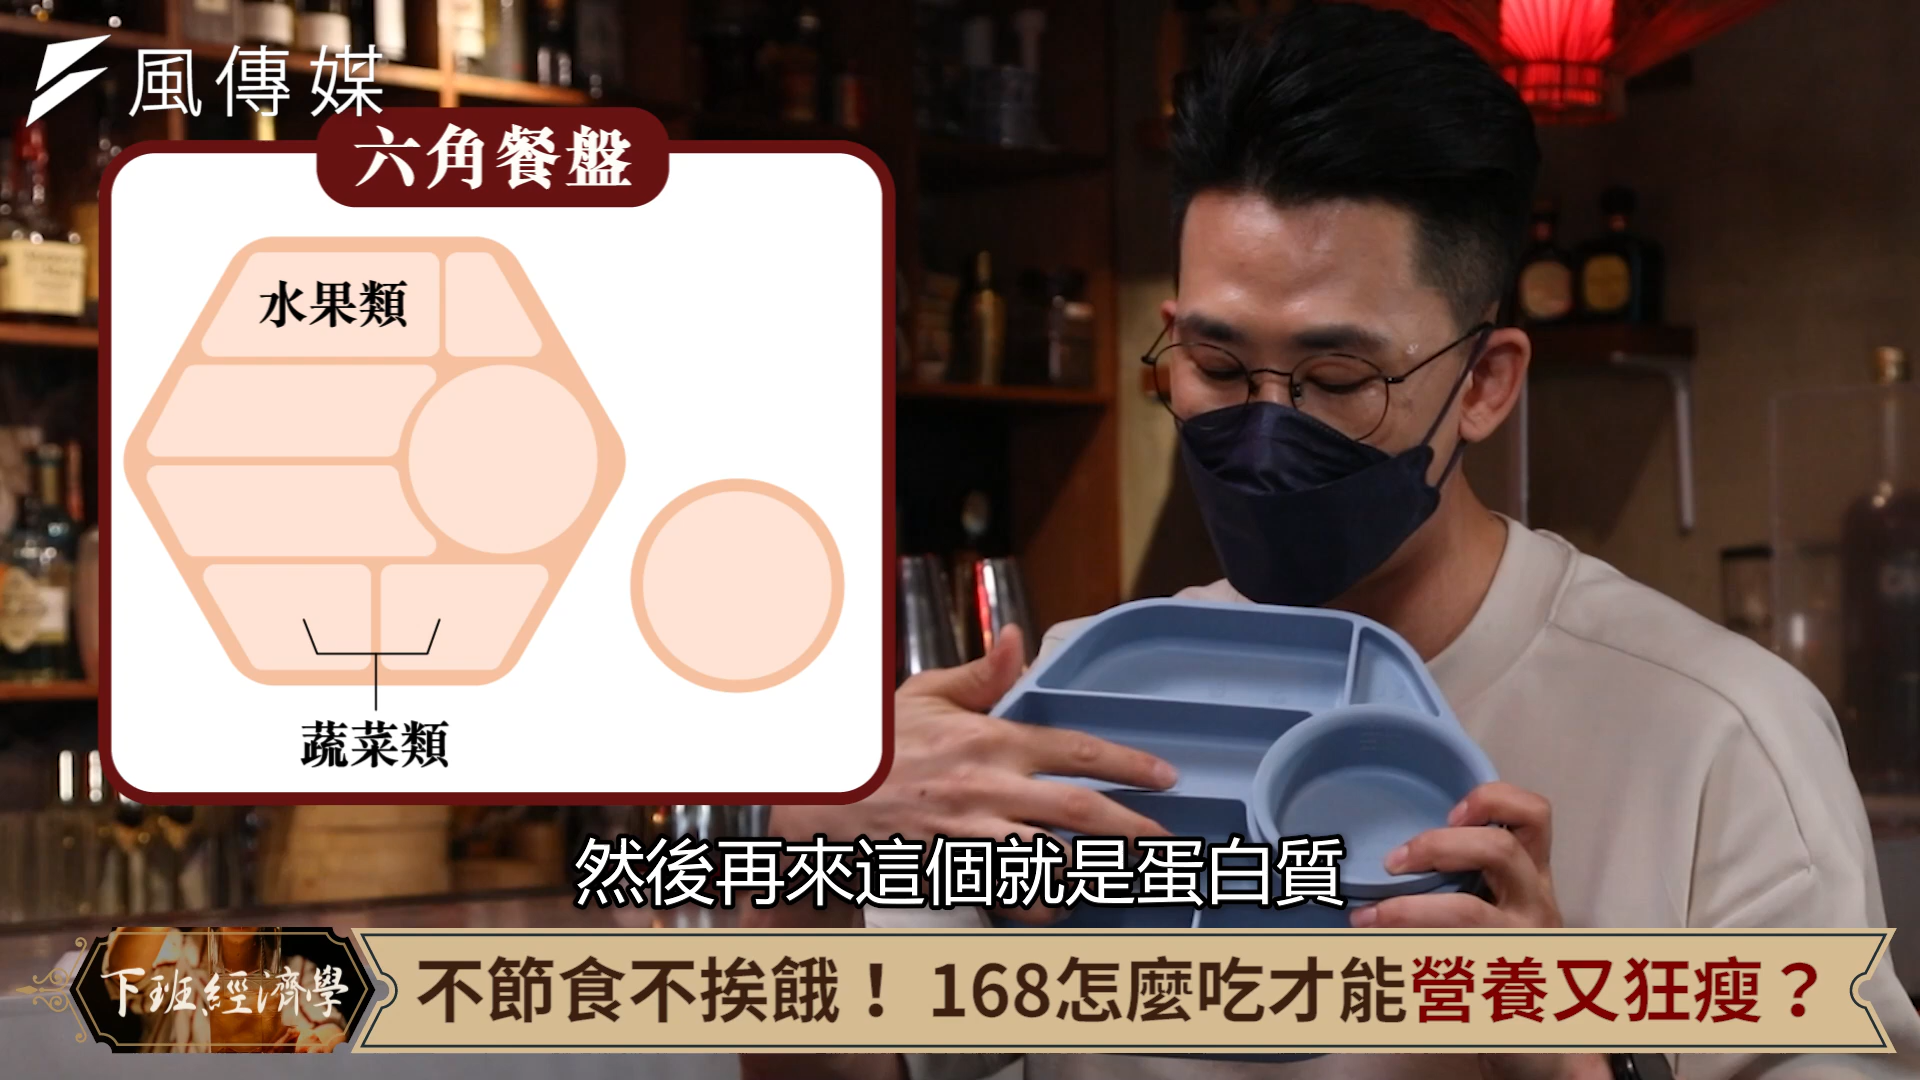 風傳媒
六角餐盤
水果類
蔬菜類
然後再來這個就是蛋白質
下班經濟學
不節食不挨餓！168怎麼吃才能營養又狂瘦？